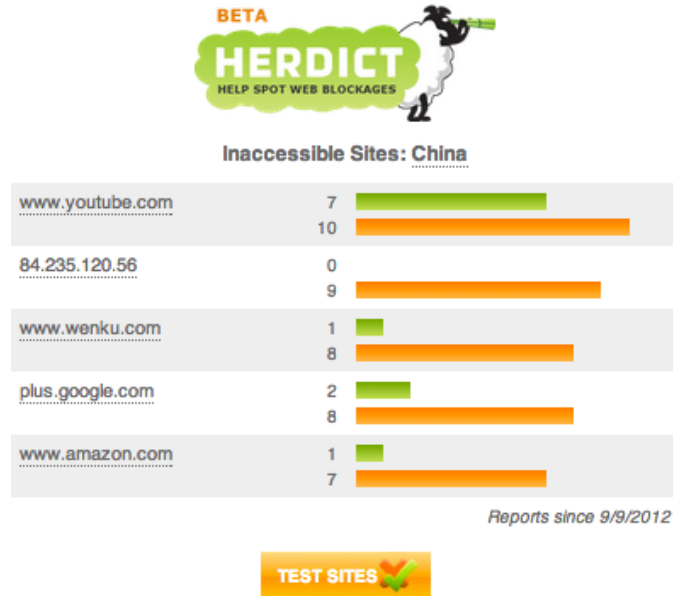 BETA
HERDICT
HELP SPOT WEB BLOCKAGES
Inaccessible Sites: China
www.youtube.com 7
10
84.235.120.56 0
9
www.wenku.com 1
8
plus.google.com 2
8
www.amazon.com 1
7
Reports since 9/9/2012
TEST SITES